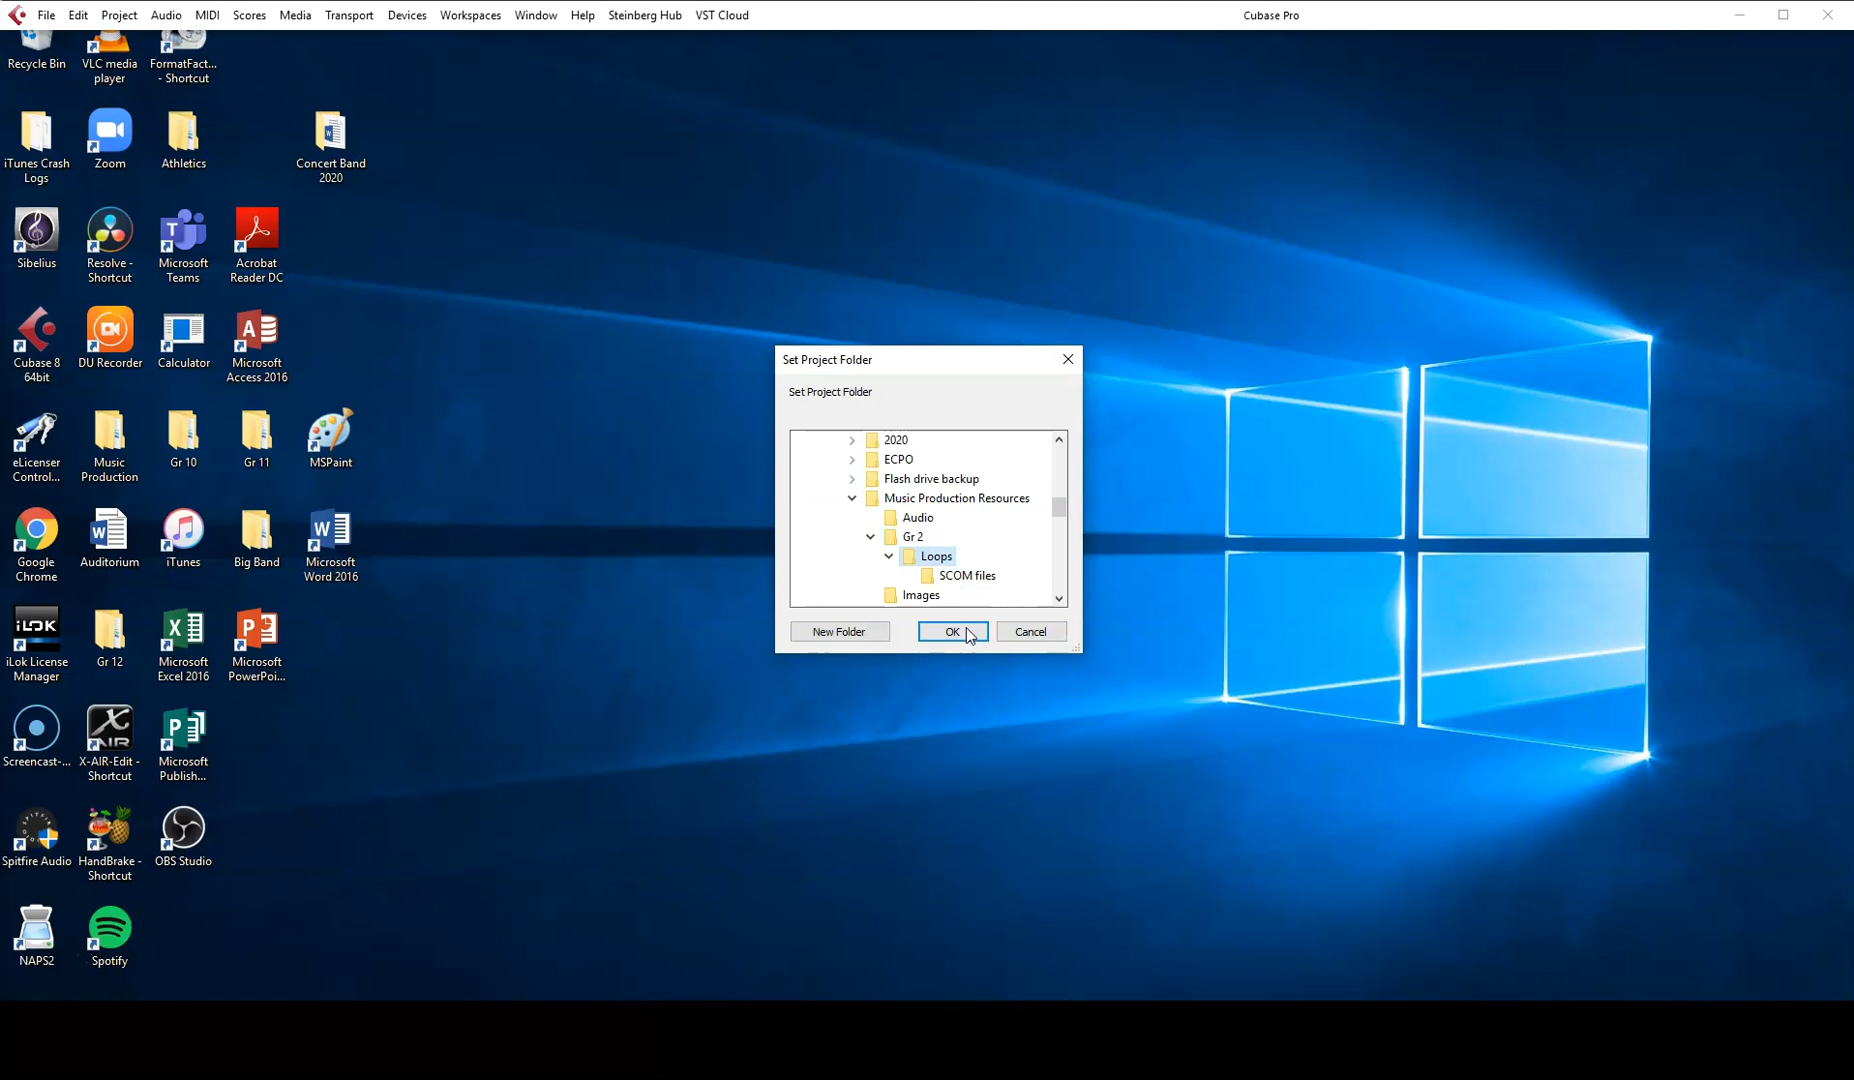 File Edit Project Audio MIDI Scores Media Transport Devices Workspaces Window Help Steinberg Hub VST Cloud Cubase Pro
Recycle Bin
VLC media
player
FormatFact...
- Shortcut
iTunes Crash
Logs
Zoom
Athletics
Concert Band
2020
Sibelius
Resolve -
Shortcut
Microsoft
Teams
Acrobat
Reader DC
Cubase 8
64bit
DU Recorder
Calculator
Microsoft
Access 2016
eLicenser
Control...
Music
Production
Gr 10
Gr 11
MSPaint
Google
Chrome
Auditorium
iTunes
Big Band
Microsoft
Word 2016
iLOK
iLok License
Manager
Gr 12
Microsoft
Excel 2016
Microsoft
PowerPoi...
Screencast-...
X AIR
X-AIR-Edit -
Shortcut
Microsoft
Publish...
Spitfire Audio
HandBrake -
Shortcut
OBS Studio
NAPS2
Spotify
Set Project Folder
Set Project Folder
2020
ECPO
Flash drive backup
Music Production Resources
Audio
Gr 2
Loops
SCOM files
Images
New Folder OK Cancel